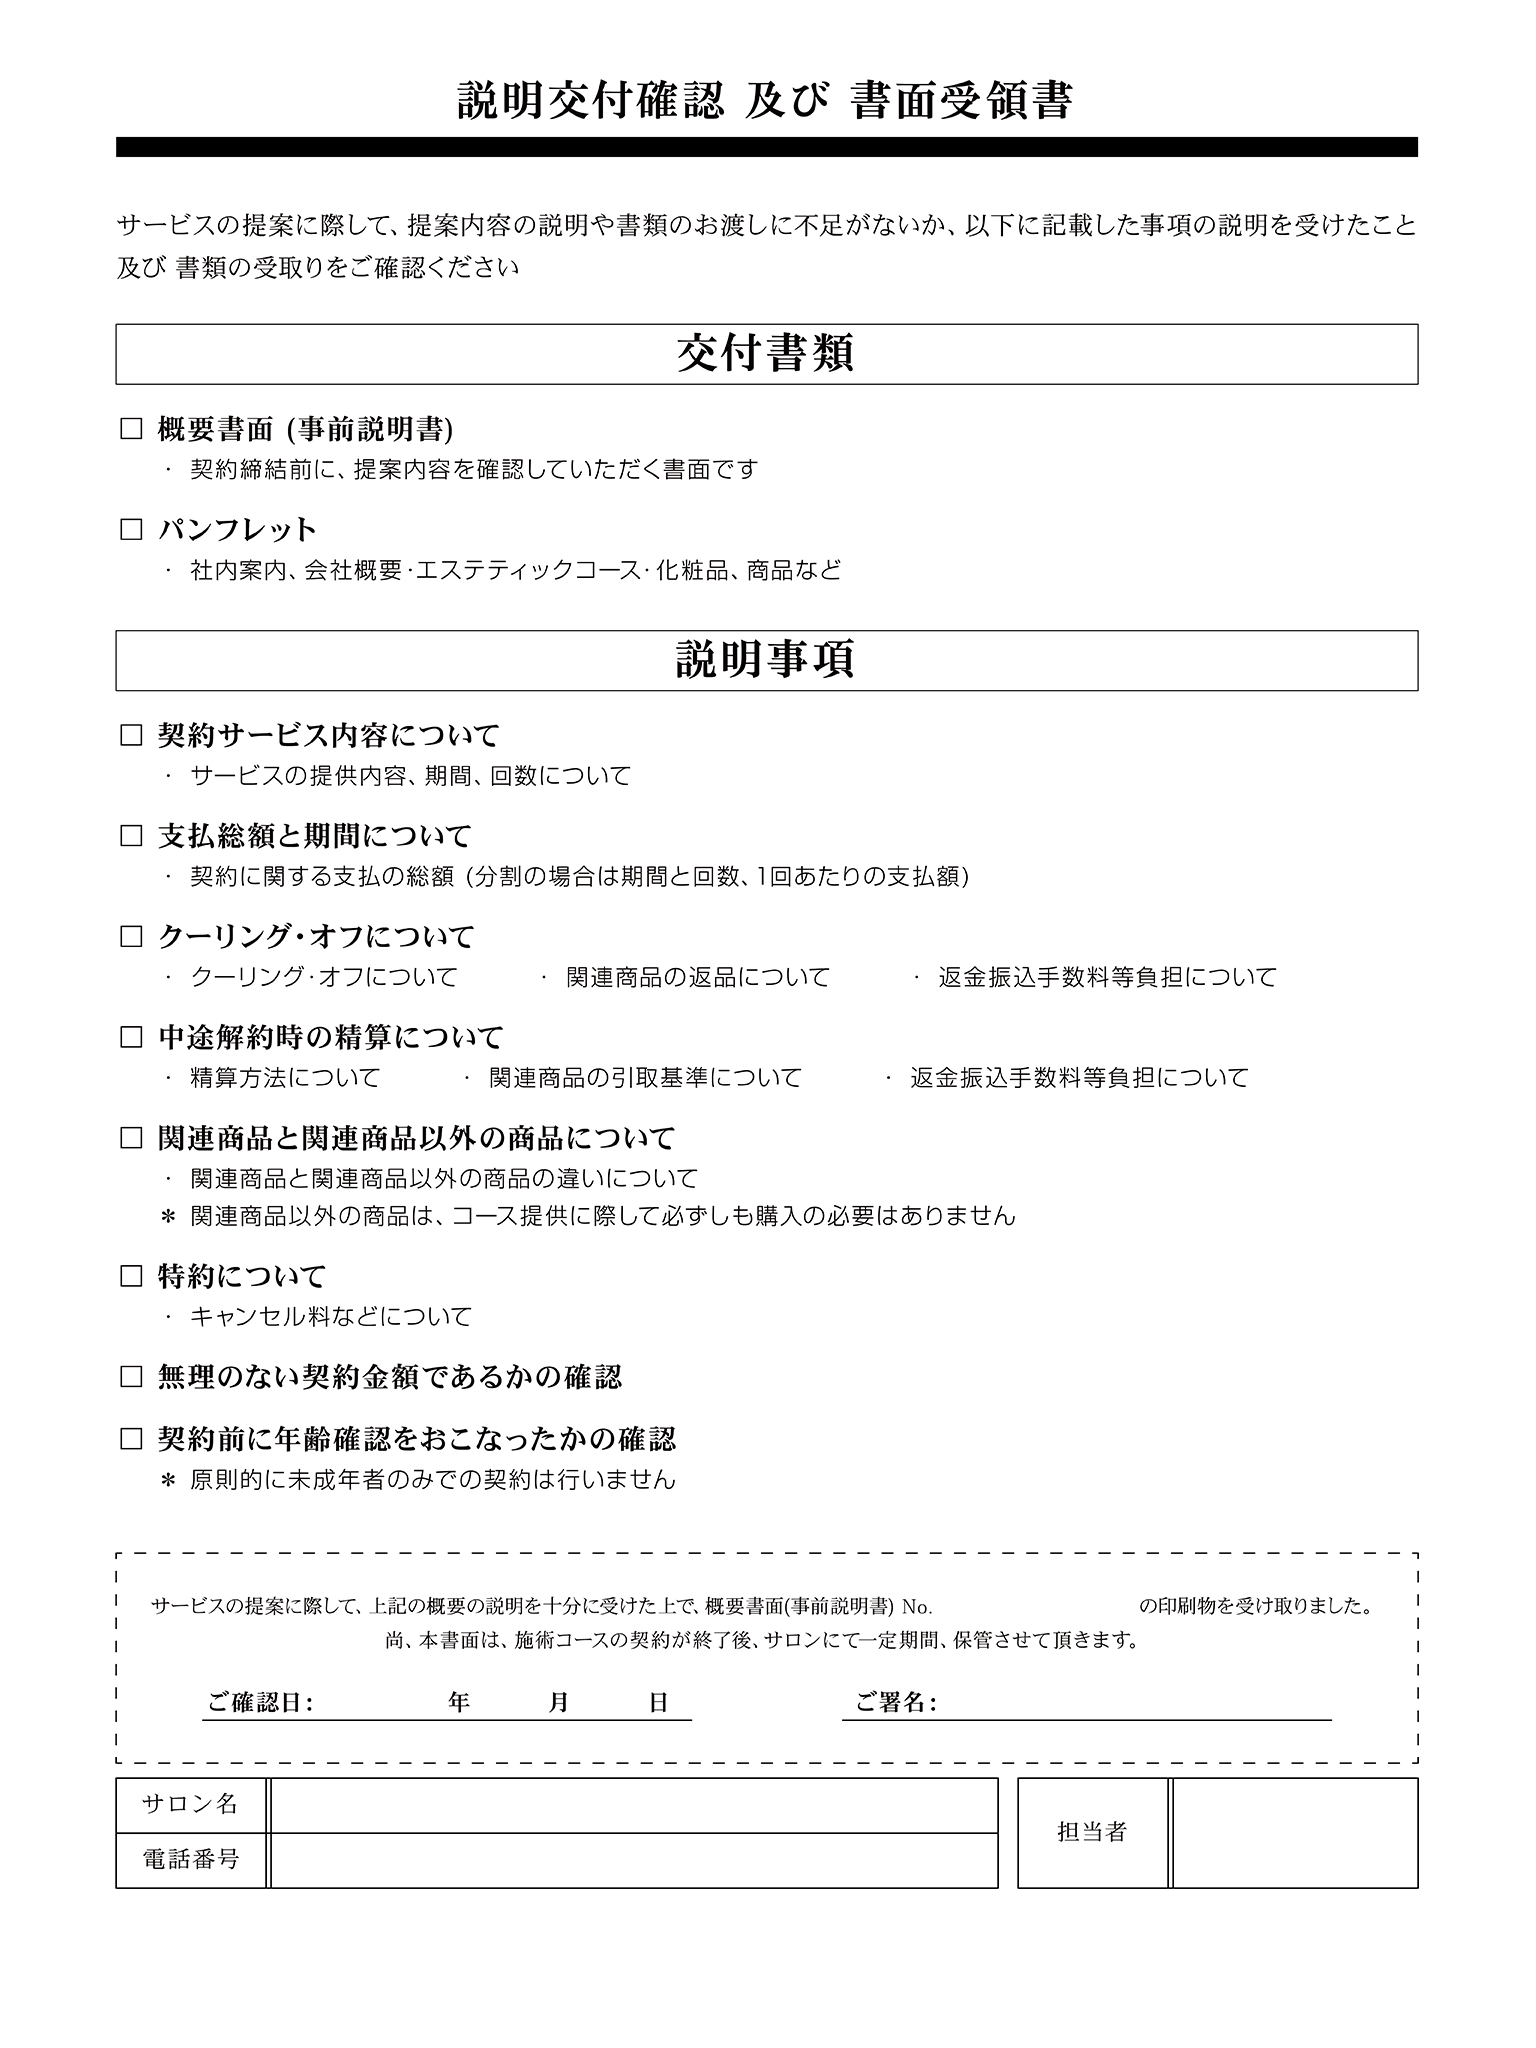 説明交付確認 及び 書面受領書
サービスの提案に際して、提案内容の説明や書類のお渡しに不足がないか、以下に記載した事項の説明を受けたこと
及び 書類の受取りをご確認ください
交付書類
□ 概要書面 (事前説明書)
・ 契約締結前に、提案内容を確認していただく書面です
□ パンフレット
・ 社内案内、会社概要・エステティックコース・化粧品、商品など
説明事項
□ 契約サービス内容について
・ サービスの提供内容、期間、回数について
□ 支払総額と期間について
・ 契約に関する支払の総額 (分割の場合は期間と回数、1回あたりの支払額)
□ クーリング・オフについて
・ クーリング・オフについて ・ 関連商品の返品について ・ 返金振込手数料等負担について
□ 中途解約時の精算について
・ 精算方法について ・ 関連商品の引取基準について ・ 返金振込手数料等負担について
□ 関連商品と関連商品以外の商品について
・ 関連商品と関連商品以外の商品の違いについて
＊ 関連商品以外の商品は、コース提供に際して必ずしも購入の必要はありません
□ 特約について
・ キャンセル料などについて
□ 無理のない契約金額であるかの確認
□ 契約前に年齢確認をおこなったかの確認
＊ 原則的に未成年者のみでの契約は行いません
サービスの提案に際して、上記の概要の説明を十分に受けた上で、概要書面(事前説明書) No. の印刷物を受け取りました。
尚、本書面は、施術コースの契約が終了後、サロンにて一定期間、保管させて頂きます。
ご確認日： 年 月 日 ご署名：
サロン名
電話番号
担当者